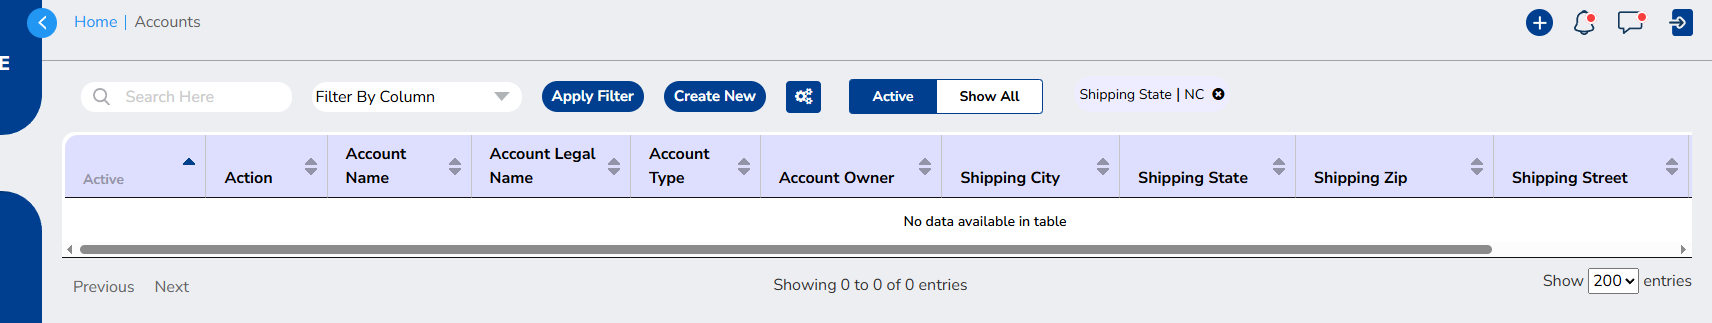 Home | Accounts
E
Search Here
Filter By Column
Apply Filter
Create New
Active
Show All
Shipping State | NC
Active
Action
Account
Name
Account Legal
Name
Account
Type
Account Owner
Shipping City
Shipping State
Shipping Zip
Shipping Street
No data available in table
Previous Next
Showing 0 to 0 of 0 entries
Show 200 entries